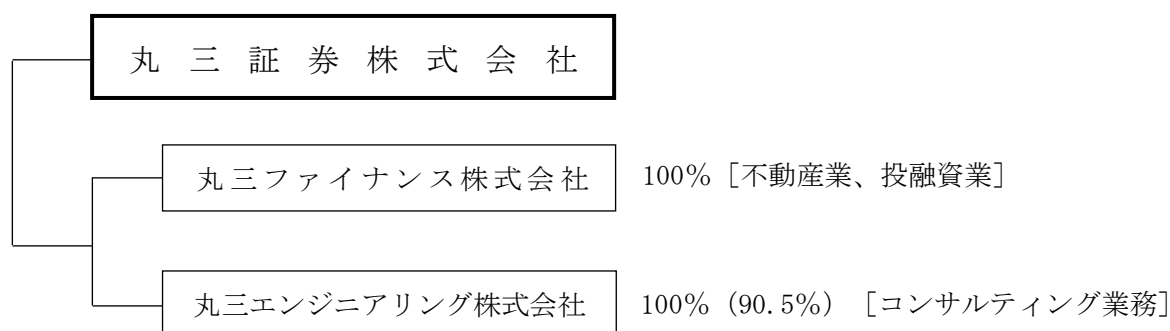 丸三証券株式会社
丸三ファイナンス株式会社 100% [不動産業、投融資業]
丸三エンジニアリング株式会社 100% (90.5%) [コンサルティング業務]